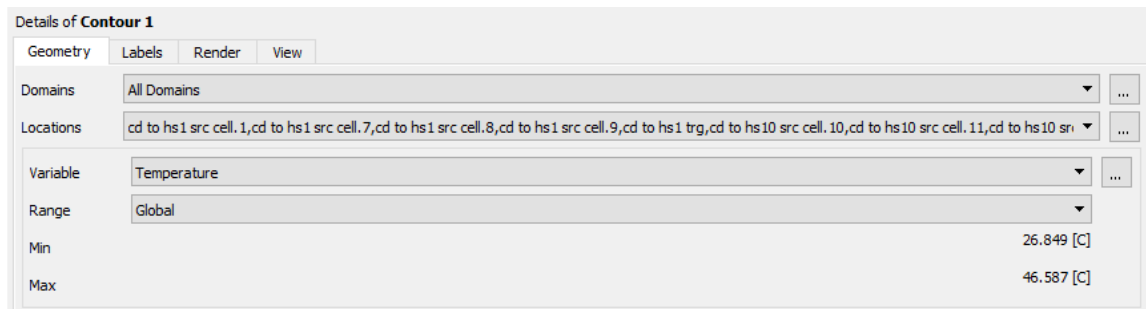 Details of Contour 1
Geometry Labels Render View
Domains All Domains ...
Locations cd to hs1 src cell.1,cd to hs1 src cell.7,cd to hs1 src cell.8,cd to hs1 src cell.9,cd to hs1 trg,cd to hs10 src cell.10,cd to hs10 src cell.11,cd to hs10 sr ...
Variable Temperature ...
Range Global
Min 26.849 [C]
Max 46.587 [C]